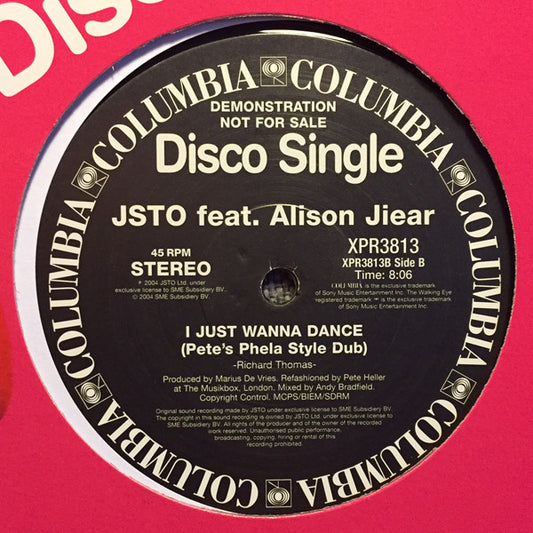 Disc
COLUMBIA COLUMBIA COLUMBIA COLUMBIA COLUMBIA COLUMBIA
DEMONSTRATION
NOT FOR SALE
Disco Single
JSTO feat. Alison Jiear
45 RPM
STEREO
℗ 2004 JSTO Ltd. under
exclusive license to SME Subsidiery BV.
© 2004 SME Subsidiery BV.
XPR3813
XPR3813B Side B
Time: 8:06
COLUMBIA is the exclusive trademark
of Sony Music Entertainment Inc. The Walking Eye
registered trademark ™ is the exclusive trademark
of Sony Music Entertainment Inc.
I JUST WANNA DANCE
(Pete's Phela Style Dub)
-Richard Thomas-
Produced by Marius De Vries. Refashioned by Pete Heller
at The Musikbox, London. Mixed by Andy Bradfield.
Copyright Control. MCPS/BIEM/SDRM
Original sound recording made by JSTO under exclusive license to SME Subsidiery BV.
The copyright in this sound recording is owned by JSTO Ltd. under exclusive license to
SME Subsidiery BV. All rights of the producer and of the owner of the recorded
work reserved. Unauthorised public performance,
broadcasting, copying, hiring or rental of this
recording prohibited.